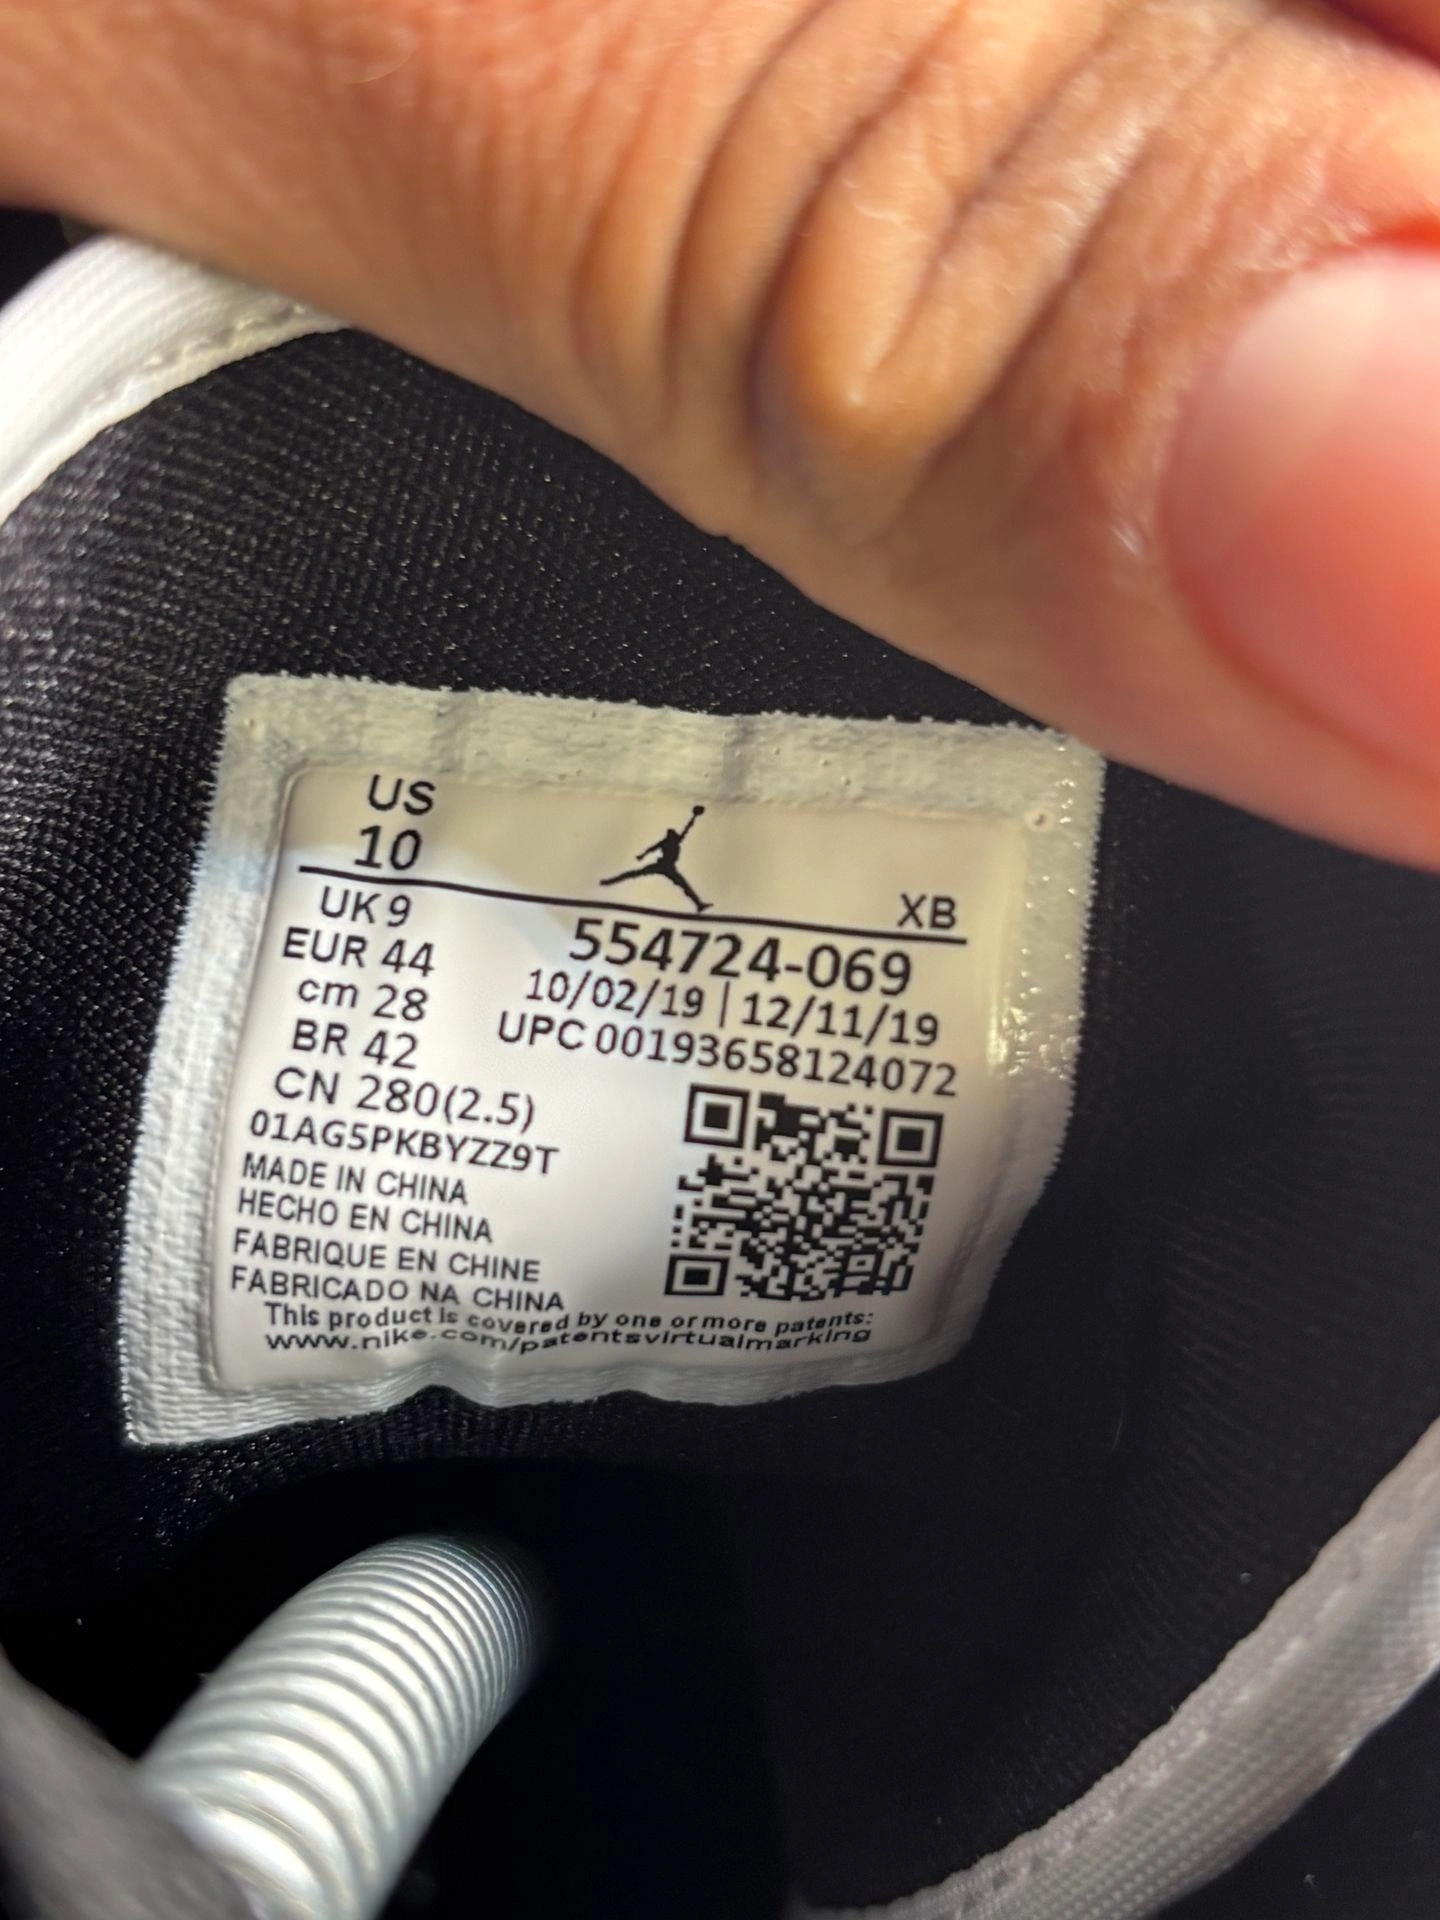 US
10
XB
UK 9
554724-069
EUR 44
10/02/19 | 12/11/19
cm 28
UPC 00193658124072
BR 42
CN 280(2.5)
01AG5PKBYZZ9T
MADE IN CHINA
HECHO EN CHINA
FABRIQUE EN CHINE
FABRICADO NA CHINA
This product is covered by one or more patents:
www.nike.com/patentsvirtualmarking